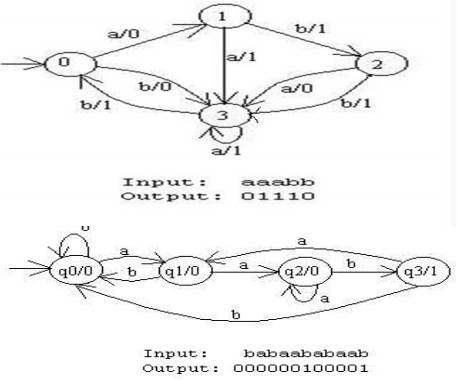 1
a/0
b/1
0
a/1
2
b/0
a/0
b/1
3
b/1
a/1
Input: aaabb
Output: 01110
a
a
b
q0/0
q1/0
a
q2/0
b
q3/1
a
b
Input: babaababaaab
Output: 000000100001